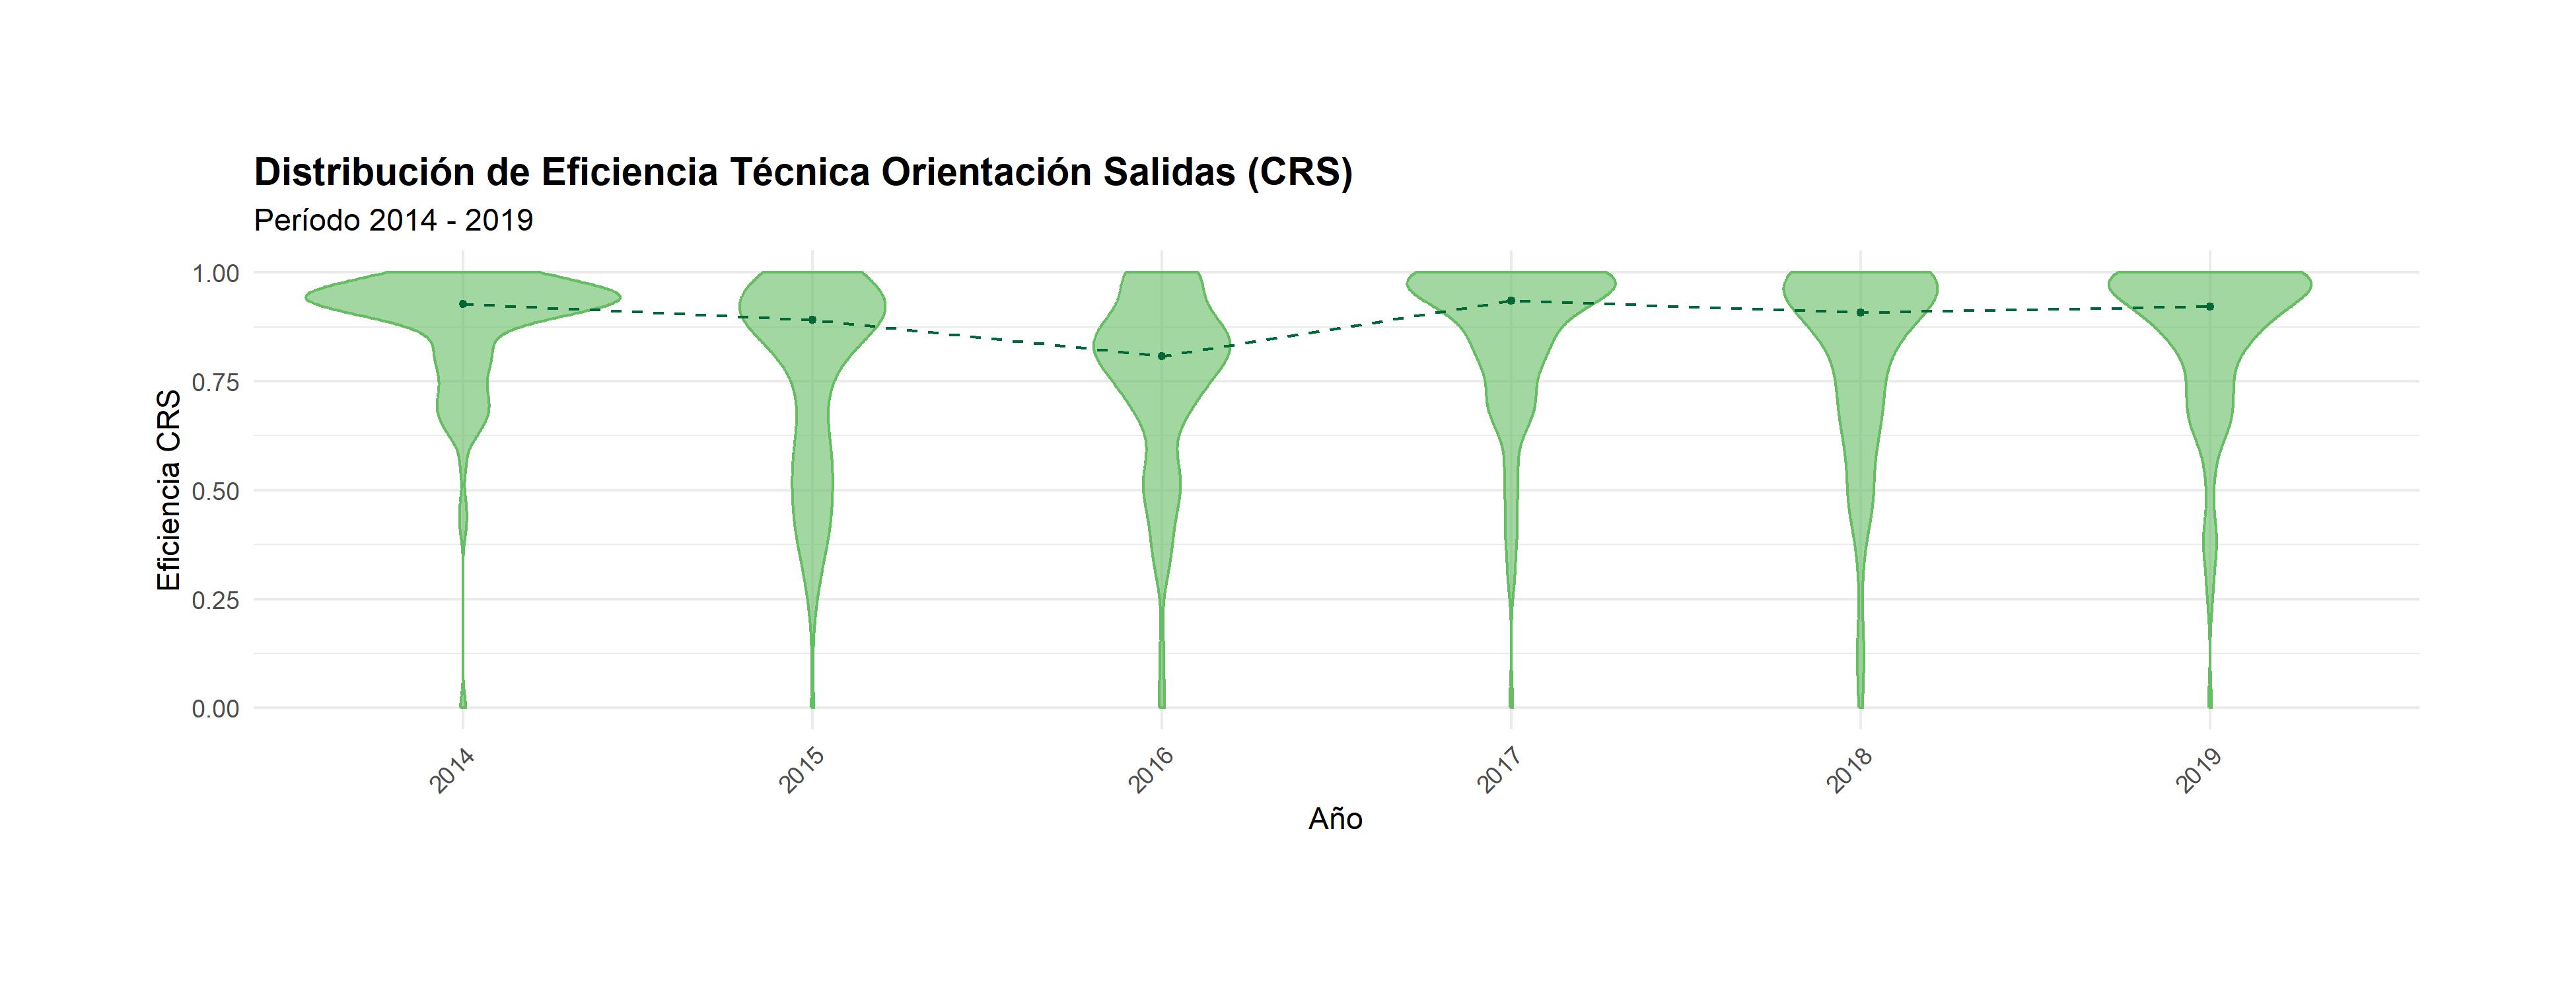 Distribución de Eficiencia Técnica Orientación Salidas (CRS)
Período 2014 - 2019
Eficiencia CRS
1.00
0.75
0.50
0.25
0.00
2014
2015
2016
2017
2018
2019
Año